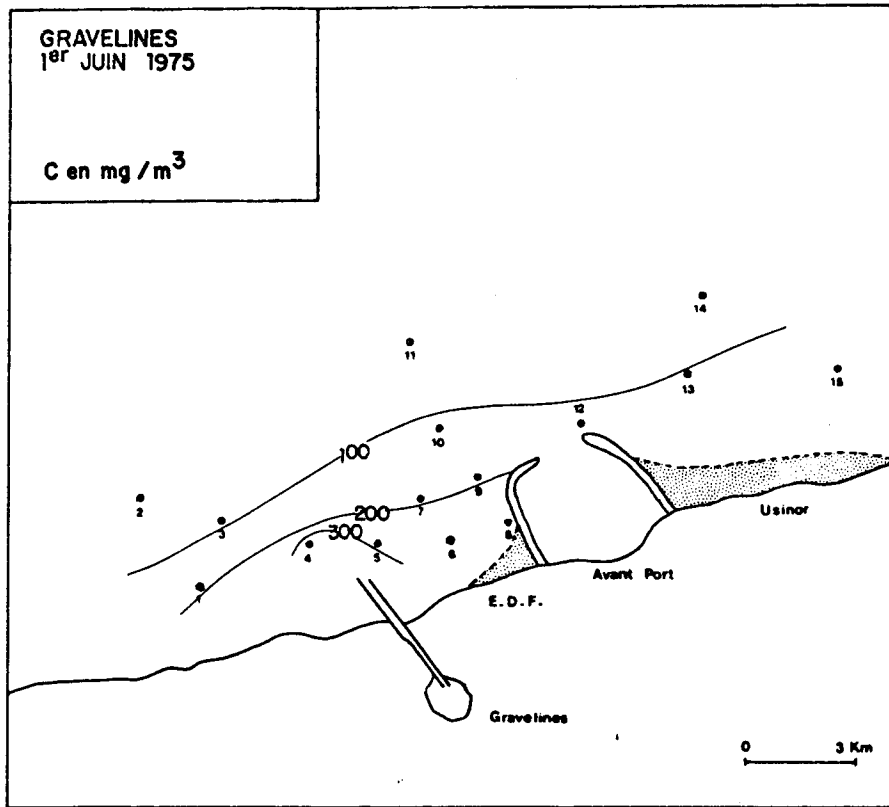 GRAVELINES
1er JUIN 1975
C en mg/m3
14
11
13
15
12
10
100
9
7
2
200
3
300
8
4
5
6
1
Usinor
Avant Port
E.D.F.
Gravelines
0 3 Km